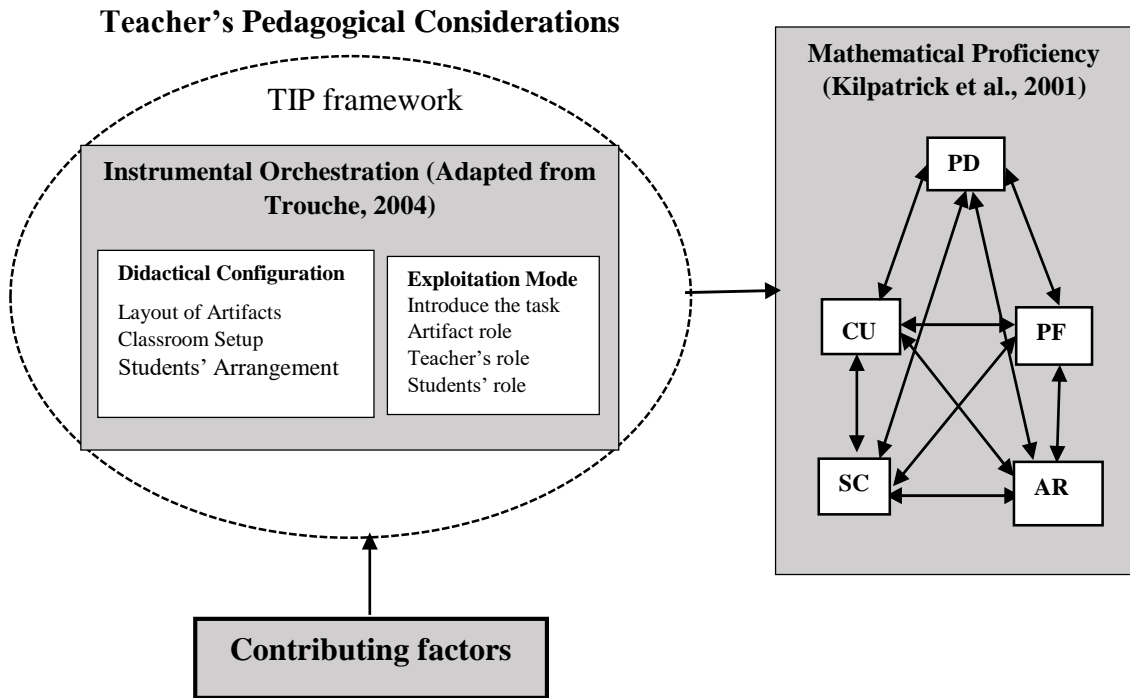 Teacher’s Pedagogical Considerations
TIP framework
Instrumental Orchestration (Adapted from
Trouche, 2004)
Didactical Configuration
Layout of Artifacts
Classroom Setup
Students’ Arrangement
Exploitation Mode
Introduce the task
Artifact role
Teacher’s role
Students’ role
Contributing factors
Mathematical Proficiency
(Kilpatrick et al., 2001)
PD
CU
PF
SC
AR